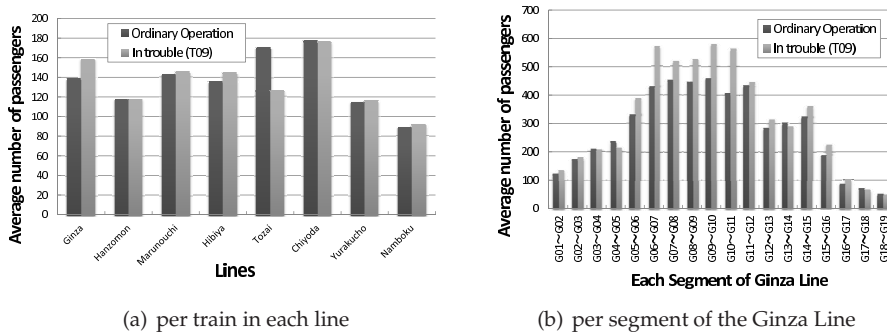 Average number of passengers
200
180
160
140
120
100
80
60
40
20
0
Ordinary Operation
In trouble (T09)
Ginza
Hanzomon
Marunouchi
Hibiya
Tozai
Chiyoda
Yurakucho
Namboku
Lines
(a) per train in each line
Average number of passengers
700
600
500
400
300
200
100
0
Ordinary Operation
In trouble (T09)
G01~G02
G02~G03
G03~G04
G04~G05
G05~G06
G06~G07
G07~G08
G08~G09
G09~G10
G10~G11
G11~G12
G12~G13
G13~G14
G14~G15
G15~G16
G16~G17
G17~G18
G18~G19
Each Segment of Ginza Line
(b) per segment of the Ginza Line